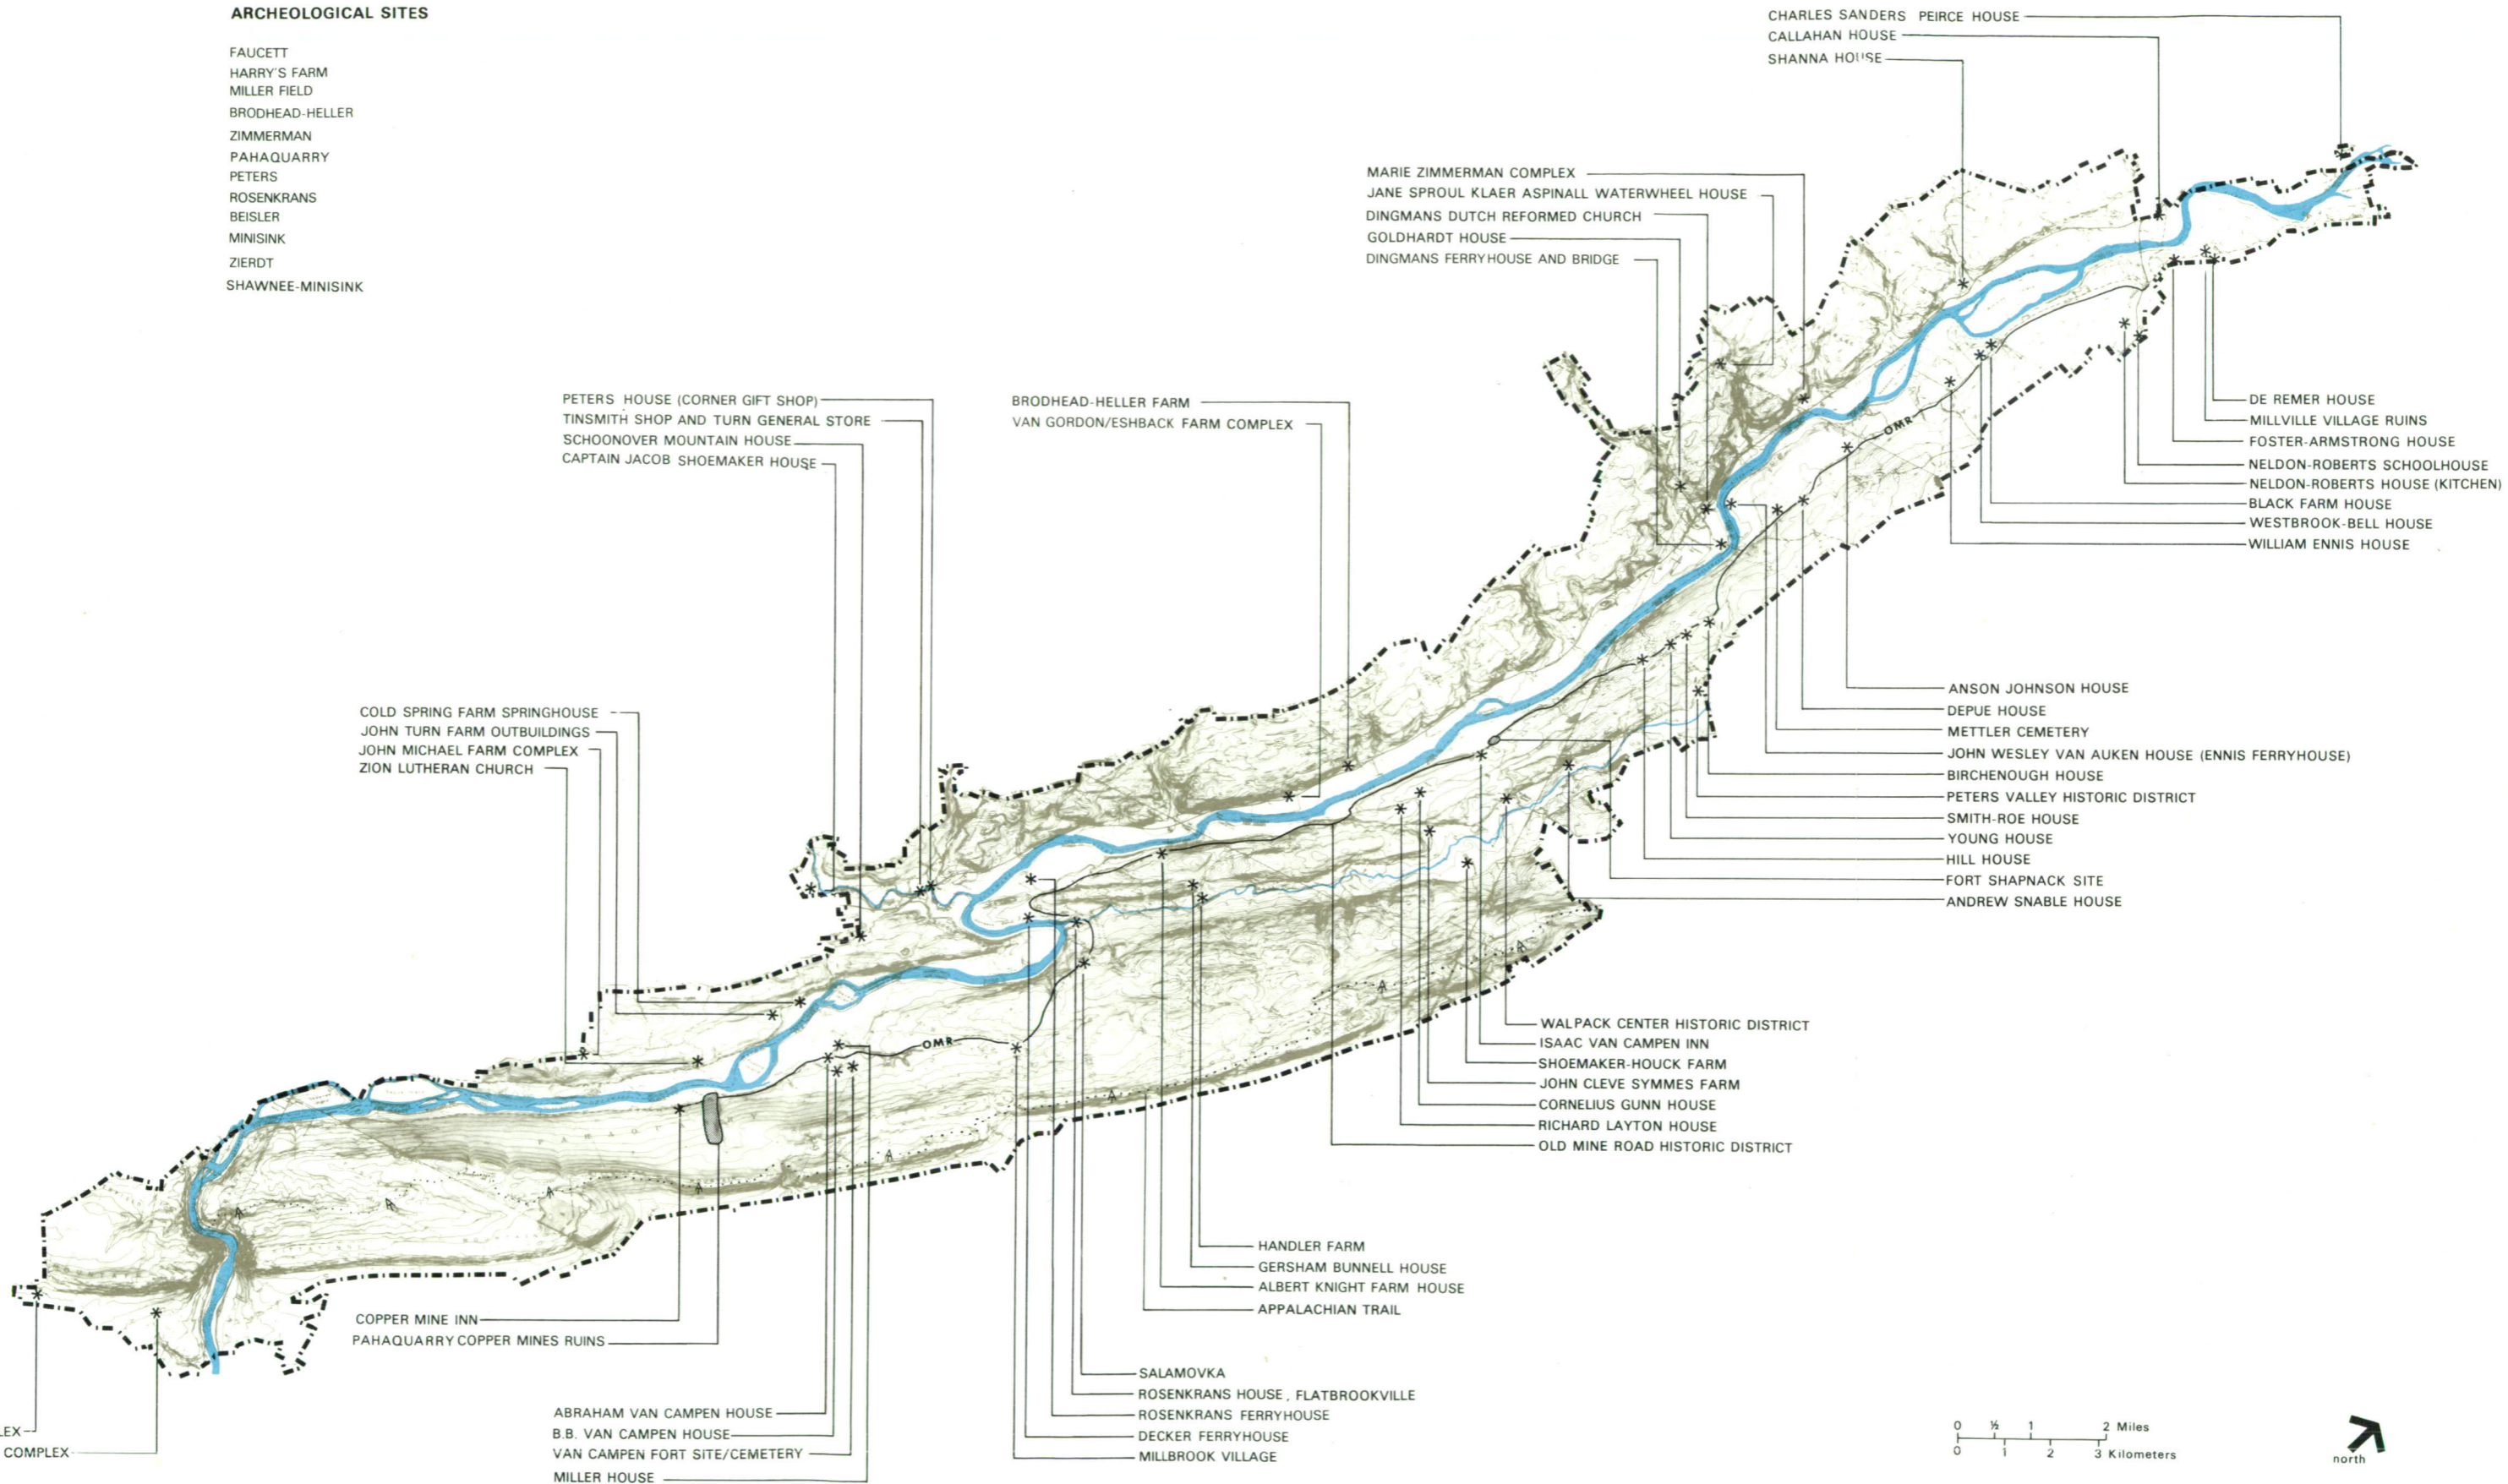 ARCHEOLOGICAL SITES
FAUCETT
HARRY'S FARM
MILLER FIELD
BRODHEAD-HELLER
ZIMMERMAN
PAHAQUARRY
PETERS
ROSENKRANS
BEISLER
MINISINK
ZIERDT
SHAWNEE-MINISINK
CHARLES SANDERS PEIRCE HOUSE
CALLAHAN HOUSE
SHANNA HOUSE
MARIE ZIMMERMAN COMPLEX
JANE SPROUL KLAER ASPINALL WATERWHEEL HOUSE
DINGMANS DUTCH REFORMED CHURCH
GOLDHARDT HOUSE
DINGMANS FERRYHOUSE AND BRIDGE
PETERS HOUSE (CORNER GIFT SHOP)
TINSMITH SHOP AND TURN GENERAL STORE
SCHOONOVER MOUNTAIN HOUSE
CAPTAIN JACOB SHOEMAKER HOUSE
BRODHEAD-HELLER FARM
VAN GORDON/ESHBACK FARM COMPLEX
OMR
DE REMER HOUSE
MILLVILLE VILLAGE RUINS
FOSTER-ARMSTRONG HOUSE
NELDON-ROBERTS SCHOOLHOUSE
NELDON-ROBERTS HOUSE (KITCHEN)
BLACK FARM HOUSE
WESTBROOK-BELL HOUSE
WILLIAM ENNIS HOUSE
COLD SPRING FARM SPRINGHOUSE
JOHN TURN FARM OUTBUILDINGS
JOHN MICHAEL FARM COMPLEX
ZION LUTHERAN CHURCH
ANSON JOHNSON HOUSE
DEPUE HOUSE
METTLER CEMETERY
JOHN WESLEY VAN AUKEN HOUSE (ENNIS FERRYHOUSE)
BIRCHENOUGH HOUSE
PETERS VALLEY HISTORIC DISTRICT
SMITH-ROE HOUSE
YOUNG HOUSE
HILL HOUSE
FORT SHAPNACK SITE
ANDREW SNABLE HOUSE
OMR
WALPACK CENTER HISTORIC DISTRICT
ISAAC VAN CAMPEN INN
SHOEMAKER-HOUCK FARM
JOHN CLEVE SYMMES FARM
CORNELIUS GUNN HOUSE
RICHARD LAYTON HOUSE
OLD MINE ROAD HISTORIC DISTRICT
HANDLER FARM
GERSHAM BUNNELL HOUSE
ALBERT KNIGHT FARM HOUSE
APPALACHIAN TRAIL
COPPER MINE INN
PAHAQUARRY COPPER MINES RUINS
SALAMOVKA
ROSENKRANS HOUSE, FLATBROOKVILLE
ROSENKRANS FERRYHOUSE
DECKER FERRYHOUSE
MILLBROOK VILLAGE
ABRAHAM VAN CAMPEN HOUSE
B.B. VAN CAMPEN HOUSE
VAN CAMPEN FORT SITE/CEMETERY
MILLER HOUSE
LEX
COMPLEX
0 ½ 1 2 Miles
0 1 2 3 Kilometers
north